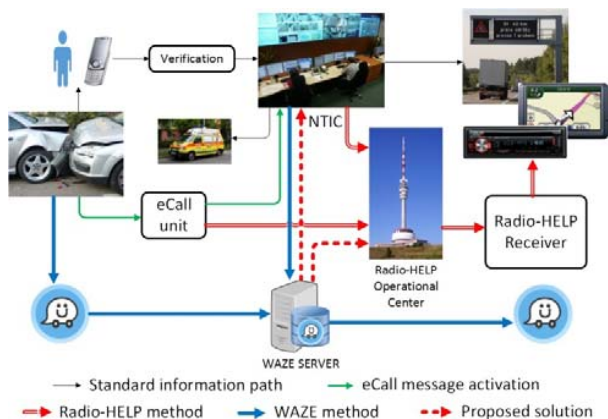 Verification
NTIC
eCall
unit
Radio-HELP
Operational
Center
Radio-HELP
Receiver
WAZE SERVER
Standard information path
eCall message activation
Radio-HELP method
WAZE method
Proposed solution